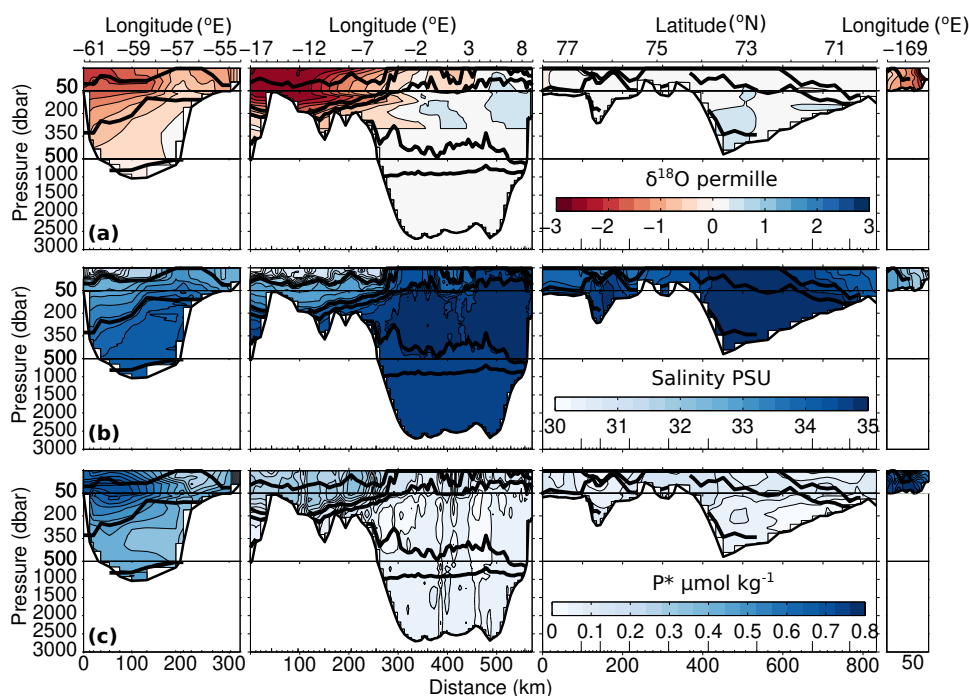 Longitude (°E) Longitude (°E) Latitude (°N) Longitude (°E)
−61 −59 −57 −55 −17 −12 −7 −2 3 8 77 75 73 71 −169
Pressure (dbar)
50
200
350
500
1000
1500
2000
2500
3000
(a)
δ¹⁸O permille
−3 −2 −1 0 1 2 3
Pressure (dbar)
50
200
350
500
1000
1500
2000
2500
3000
(b)
Salinity PSU
30 31 32 33 34 35
Pressure (dbar)
50
200
350
500
1000
1500
2000
2500
3000
(c)
P* μmol kg⁻¹
0 0.1 0.2 0.3 0.4 0.5 0.6 0.7 0.8
0 100 200 300 100 200 300 400 500 0 200 400 600 800 50
Distance (km)